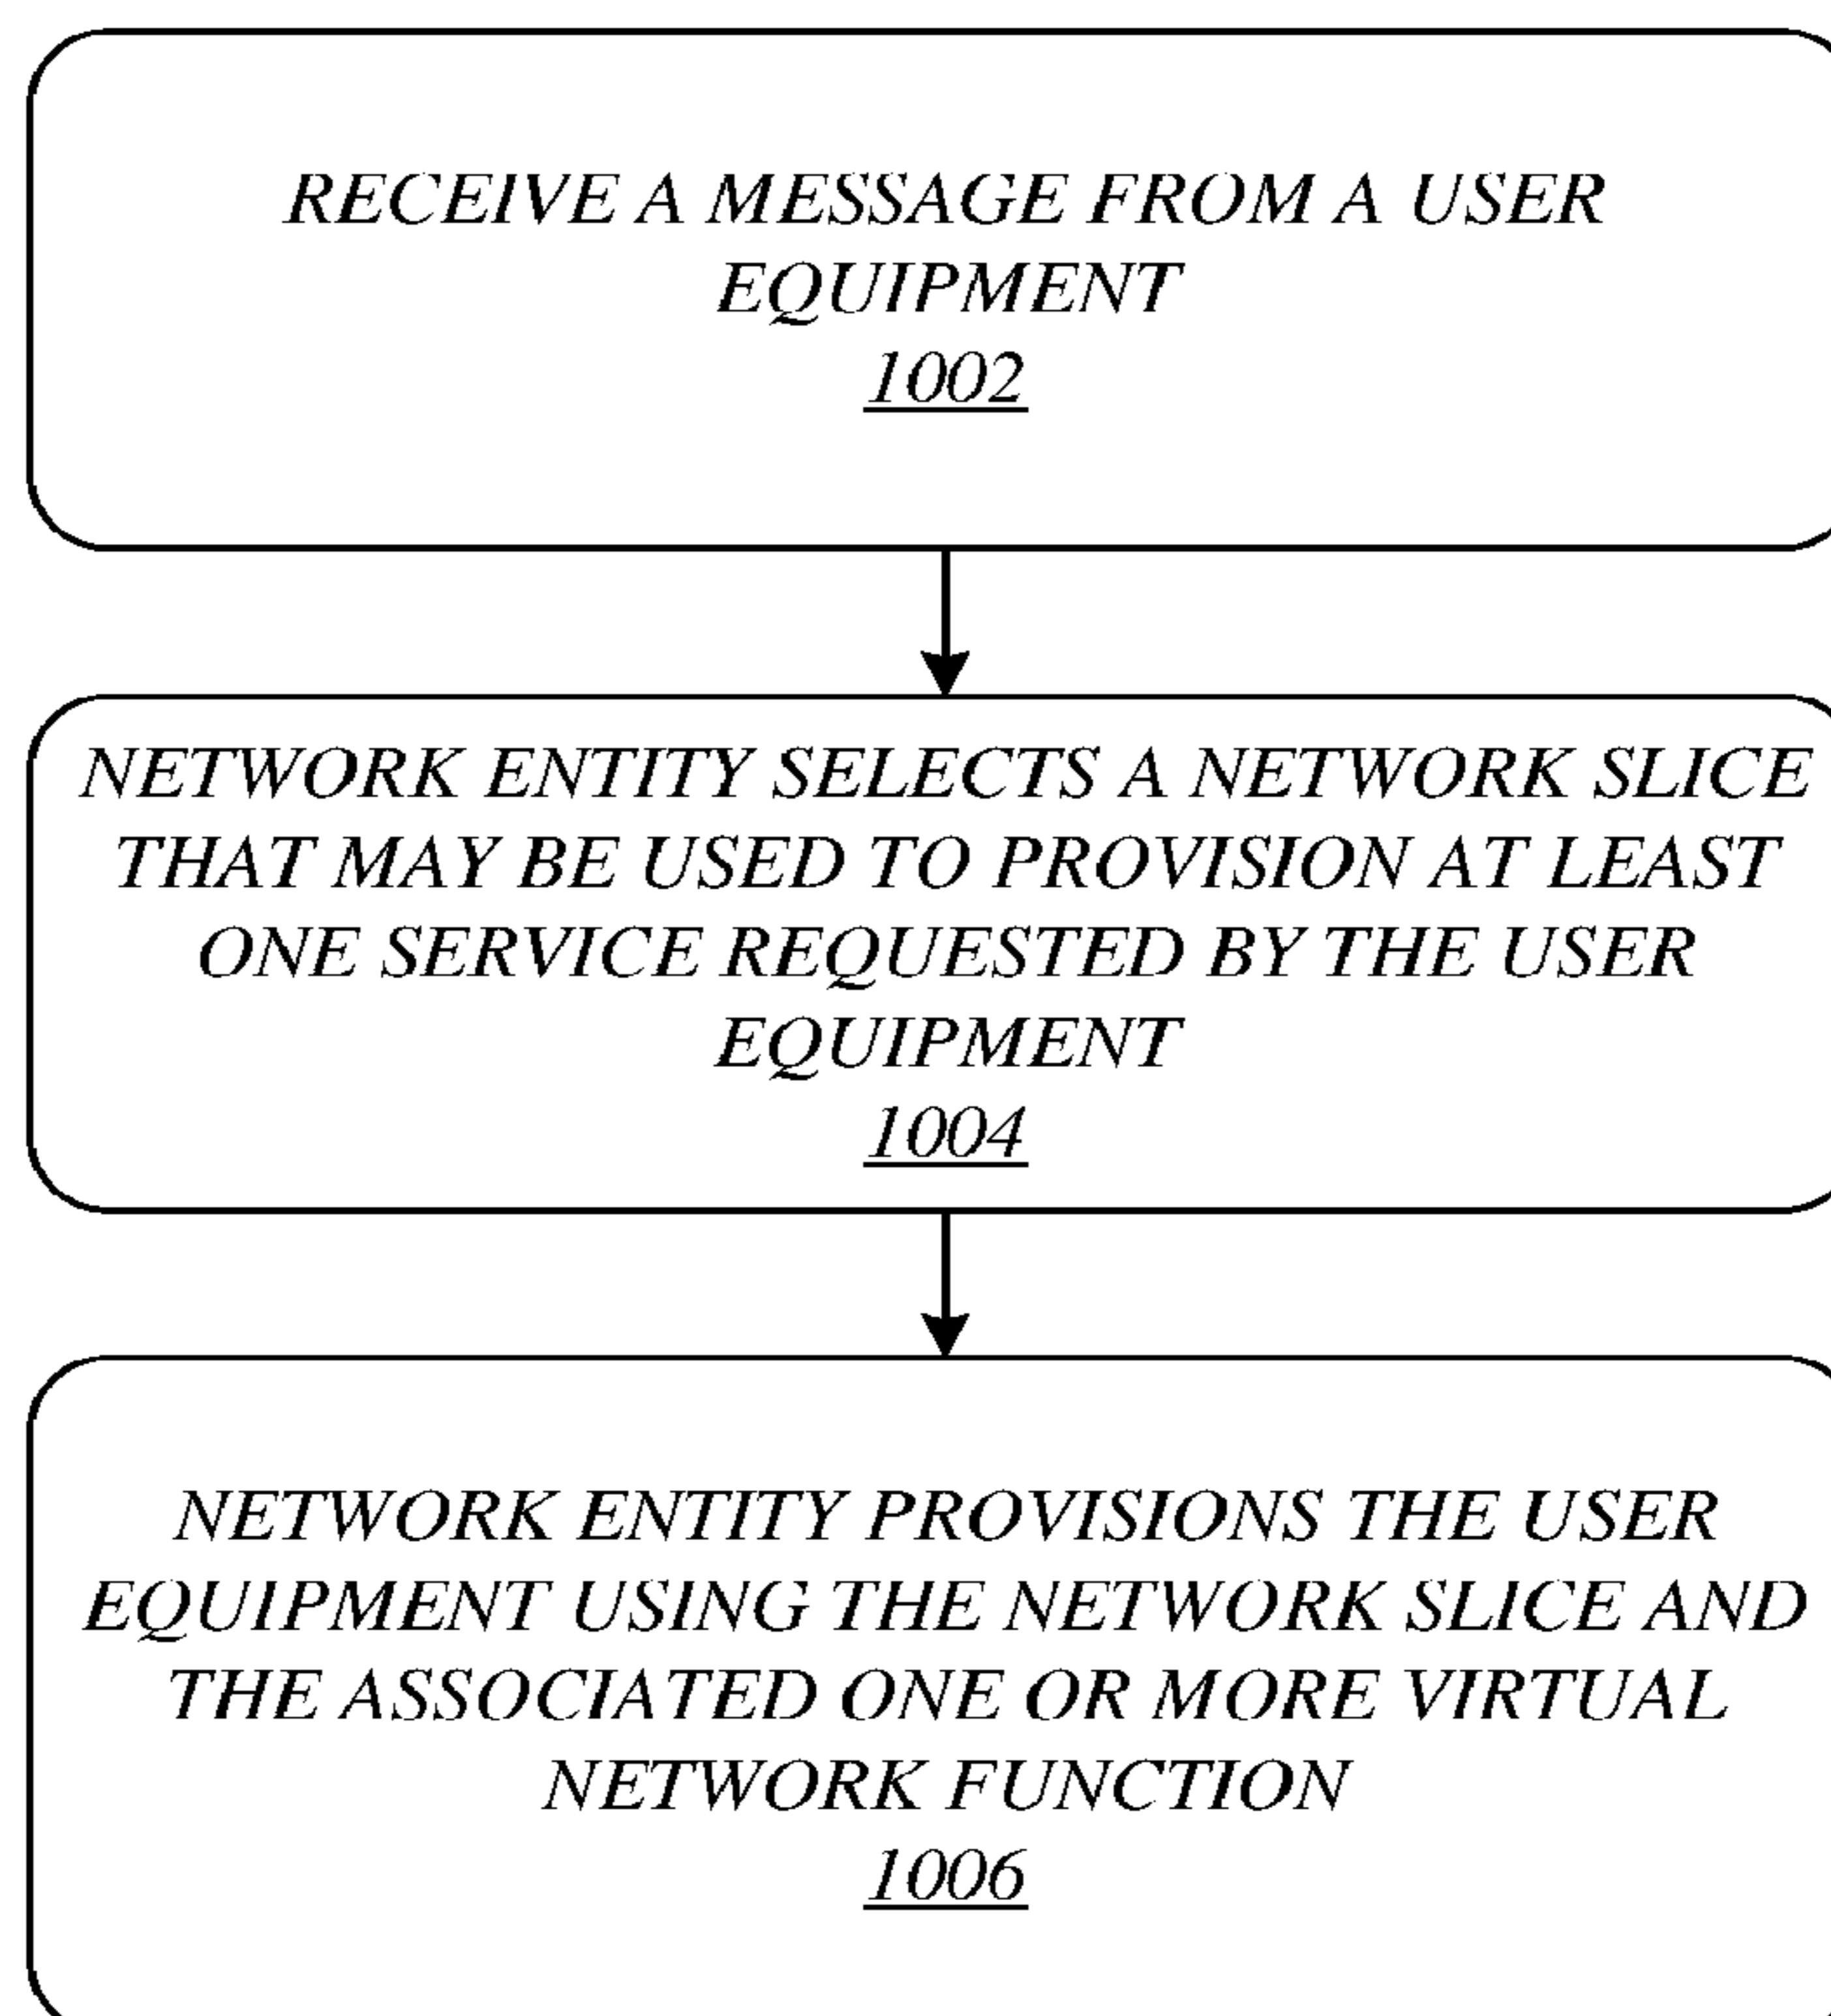 RECEIVE A MESSAGE FROM A USER
EQUIPMENT
1002
NETWORK ENTITY SELECTS A NETWORK SLICE
THAT MAY BE USED TO PROVISION AT LEAST
ONE SERVICE REQUESTED BY THE USER
EQUIPMENT
1004
NETWORK ENTITY PROVISIONS THE USER
EQUIPMENT USING THE NETWORK SLICE AND
THE ASSOCIATED ONE OR MORE VIRTUAL
NETWORK FUNCTION
1006